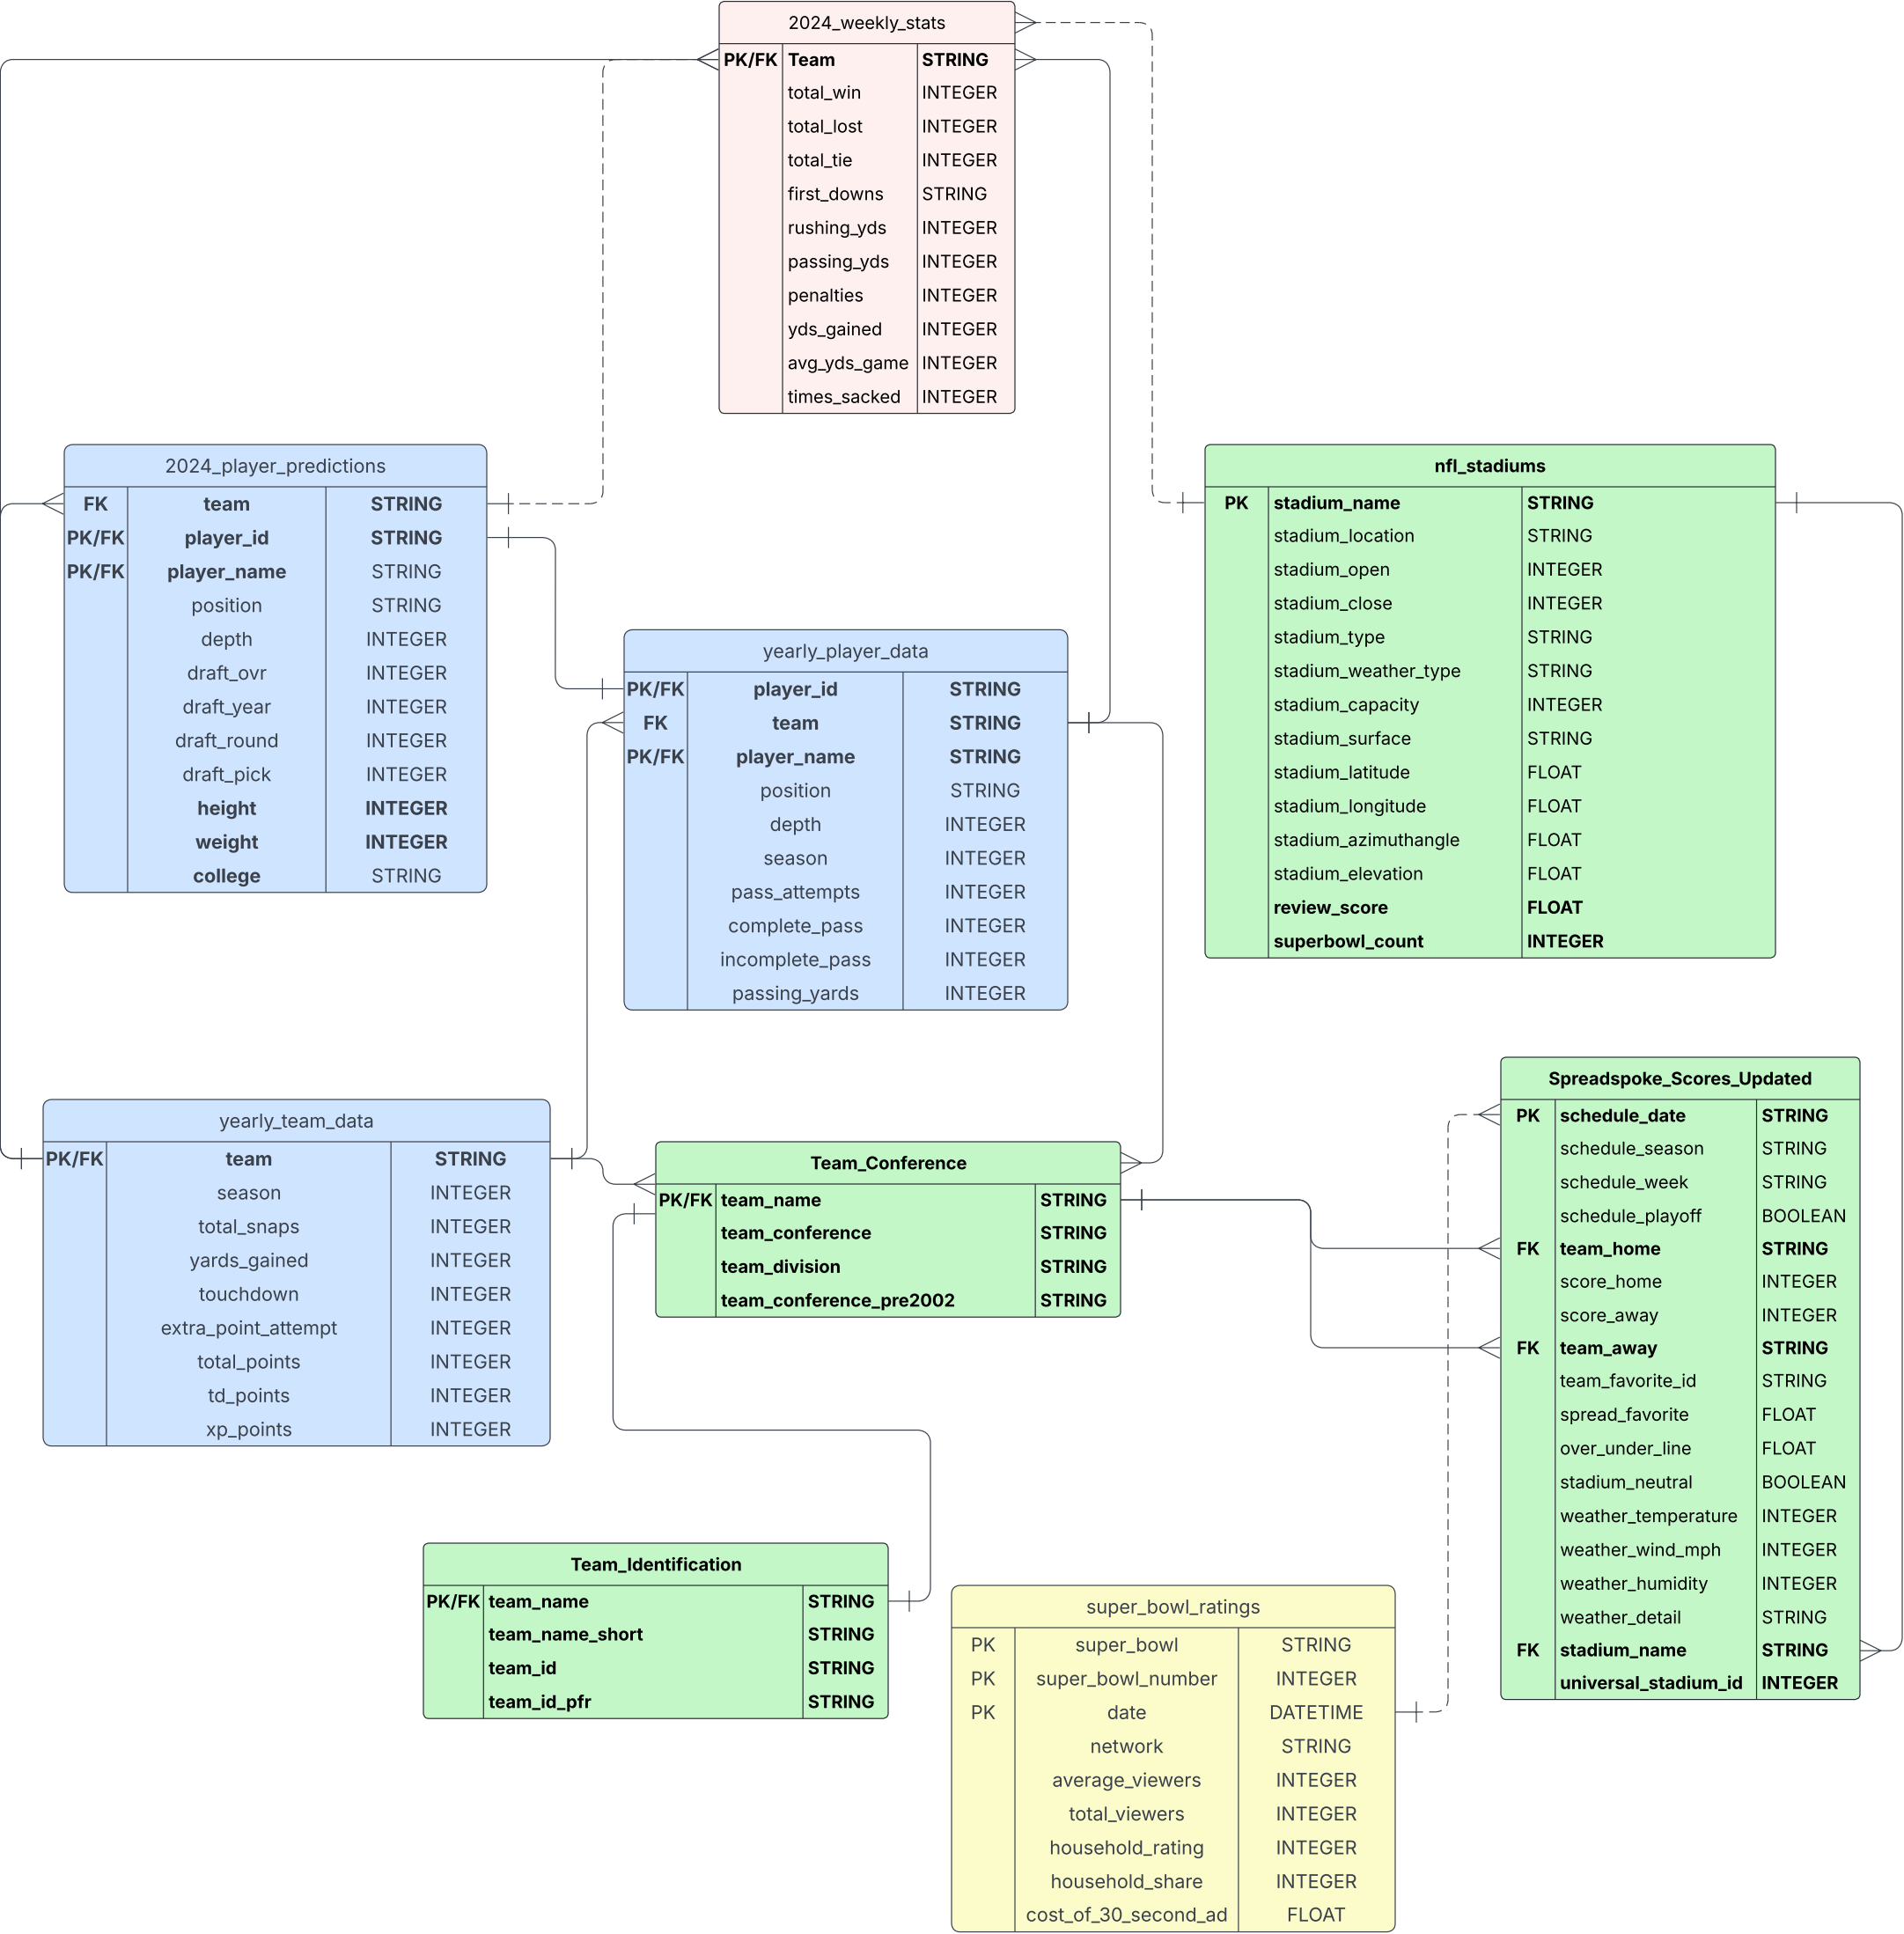 2024_weekly_stats
PK/FK Team STRING
total_win INTEGER
total_lost INTEGER
total_tie INTEGER
first_downs STRING
rushing_yds INTEGER
passing_yds INTEGER
penalties INTEGER
yds_gained INTEGER
avg_yds_game INTEGER
times_sacked INTEGER
2024_player_predictions
FK team STRING
PK/FK player_id STRING
PK/FK player_name STRING
position STRING
depth INTEGER
draft_ovr INTEGER
draft_year INTEGER
draft_round INTEGER
draft_pick INTEGER
height INTEGER
weight INTEGER
college STRING
nfl_stadiums
PK stadium_name STRING
stadium_location STRING
stadium_open INTEGER
stadium_close INTEGER
stadium_type STRING
stadium_weather_type STRING
stadium_capacity INTEGER
stadium_surface STRING
stadium_latitude FLOAT
stadium_longitude FLOAT
stadium_azimuthangle FLOAT
stadium_elevation FLOAT
review_score FLOAT
superbowl_count INTEGER
yearly_player_data
PK/FK player_id STRING
FK team STRING
PK/FK player_name STRING
position STRING
depth INTEGER
season INTEGER
pass_attempts INTEGER
complete_pass INTEGER
incomplete_pass INTEGER
passing_yards INTEGER
yearly_team_data
PK/FK team STRING
season INTEGER
total_snaps INTEGER
yards_gained INTEGER
touchdown INTEGER
extra_point_attempt INTEGER
total_points INTEGER
td_points INTEGER
xp_points INTEGER
Team_Conference
PK/FK team_name STRING
team_conference STRING
team_division STRING
team_conference_pre2002 STRING
Spreadspoke_Scores_Updated
PK schedule_date STRING
schedule_season STRING
schedule_week STRING
schedule_playoff BOOLEAN
FK team_home STRING
score_home INTEGER
score_away INTEGER
FK team_away STRING
team_favorite_id STRING
spread_favorite FLOAT
over_under_line FLOAT
stadium_neutral BOOLEAN
weather_temperature INTEGER
weather_wind_mph INTEGER
weather_humidity INTEGER
weather_detail STRING
FK stadium_name STRING
universal_stadium_id INTEGER
Team_Identification
PK/FK team_name STRING
team_name_short STRING
team_id STRING
team_id_pfr STRING
super_bowl_ratings
PK super_bowl STRING
PK super_bowl_number INTEGER
PK date DATETIME
network STRING
average_viewers INTEGER
total_viewers INTEGER
household_rating INTEGER
household_share INTEGER
cost_of_30_second_ad FLOAT